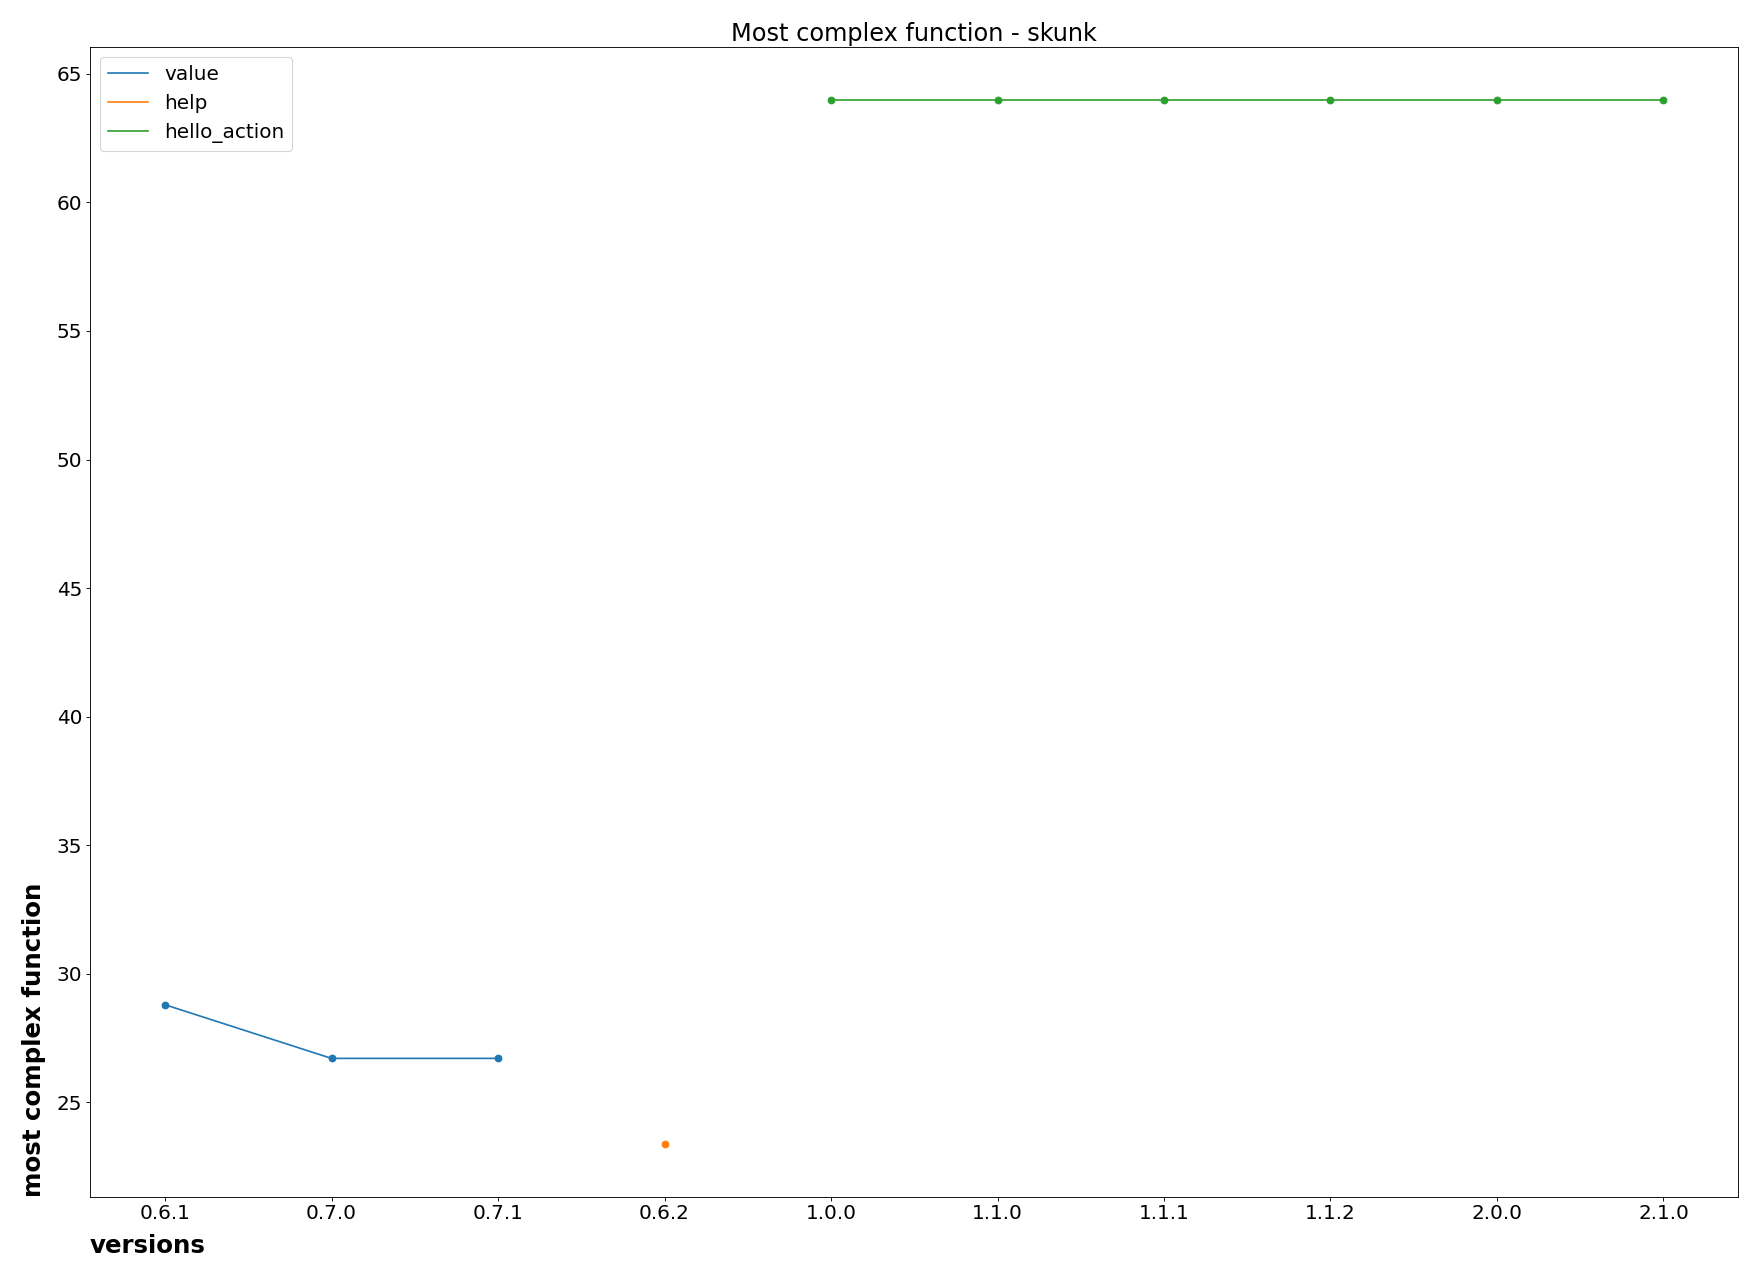 Most complex function - skunk
value
help
hello_action
65
60
55
50
45
40
35
30
25
most complex function
0.6.1 0.7.0 0.7.1 0.6.2 1.0.0 1.1.0 1.1.1 1.1.2 2.0.0 2.1.0
versions